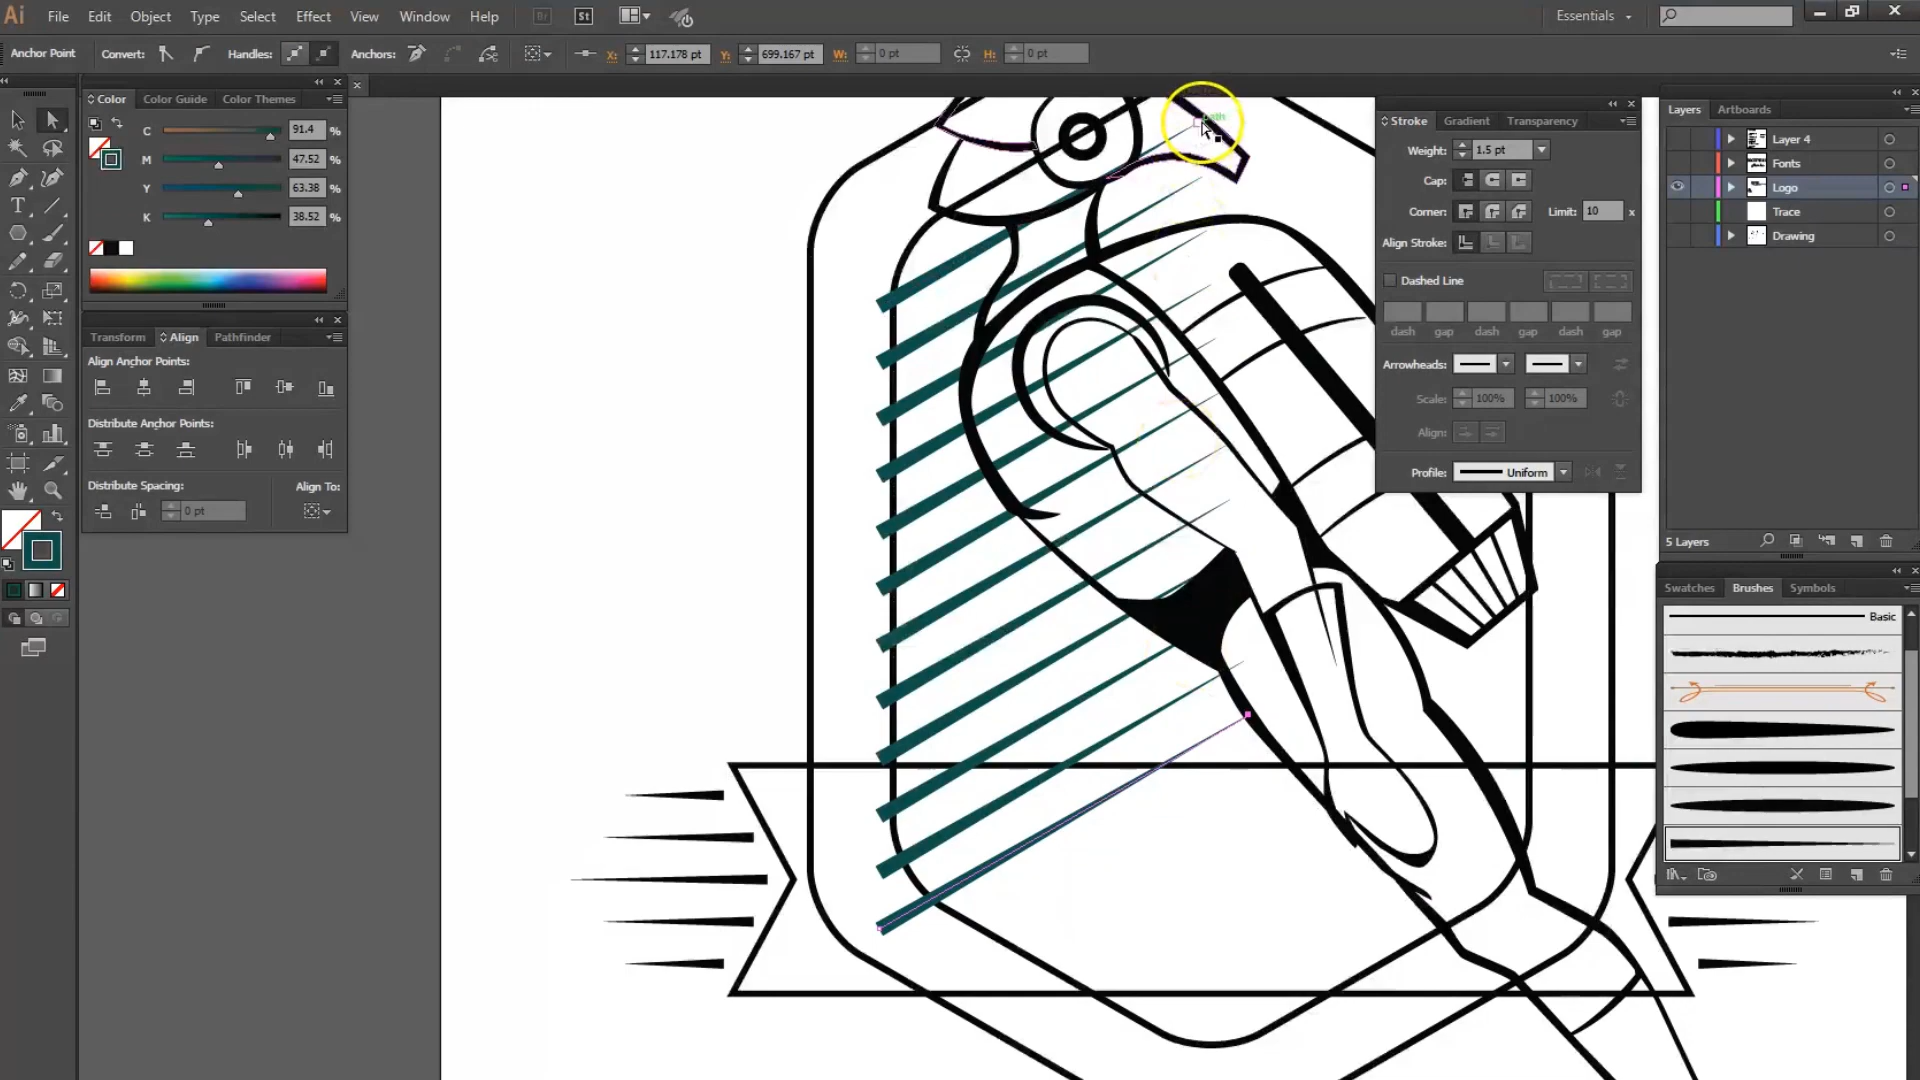 Ai File Edit Object Type Select Effect View Window Help Br St Essentials
Anchor Point Convert: Handles: Anchors: X: 117.178 pt Y: 699.167 pt W: 0 pt H: 0 pt
Color Color Guide Color Themes
C 91.4 %
M 47.52 %
Y 63.38 %
K 38.52 %
Transform Align Pathfinder
Align Anchor Points:
Distribute Anchor Points:
Distribute Spacing: Align To:
0 pt
path
Stroke Gradient Transparency
Weight: 1.5 pt
Cap:
Corner: Limit: 10 x
Align Stroke:
Dashed Line
dash gap dash gap dash gap
Arrowheads:
Scale: 100% 100%
Align:
Profile: Uniform
Layers Artboards
Layer 4
Fonts
Logo
Trace
Drawing
5 Layers
Swatches Brushes Symbols
Basic